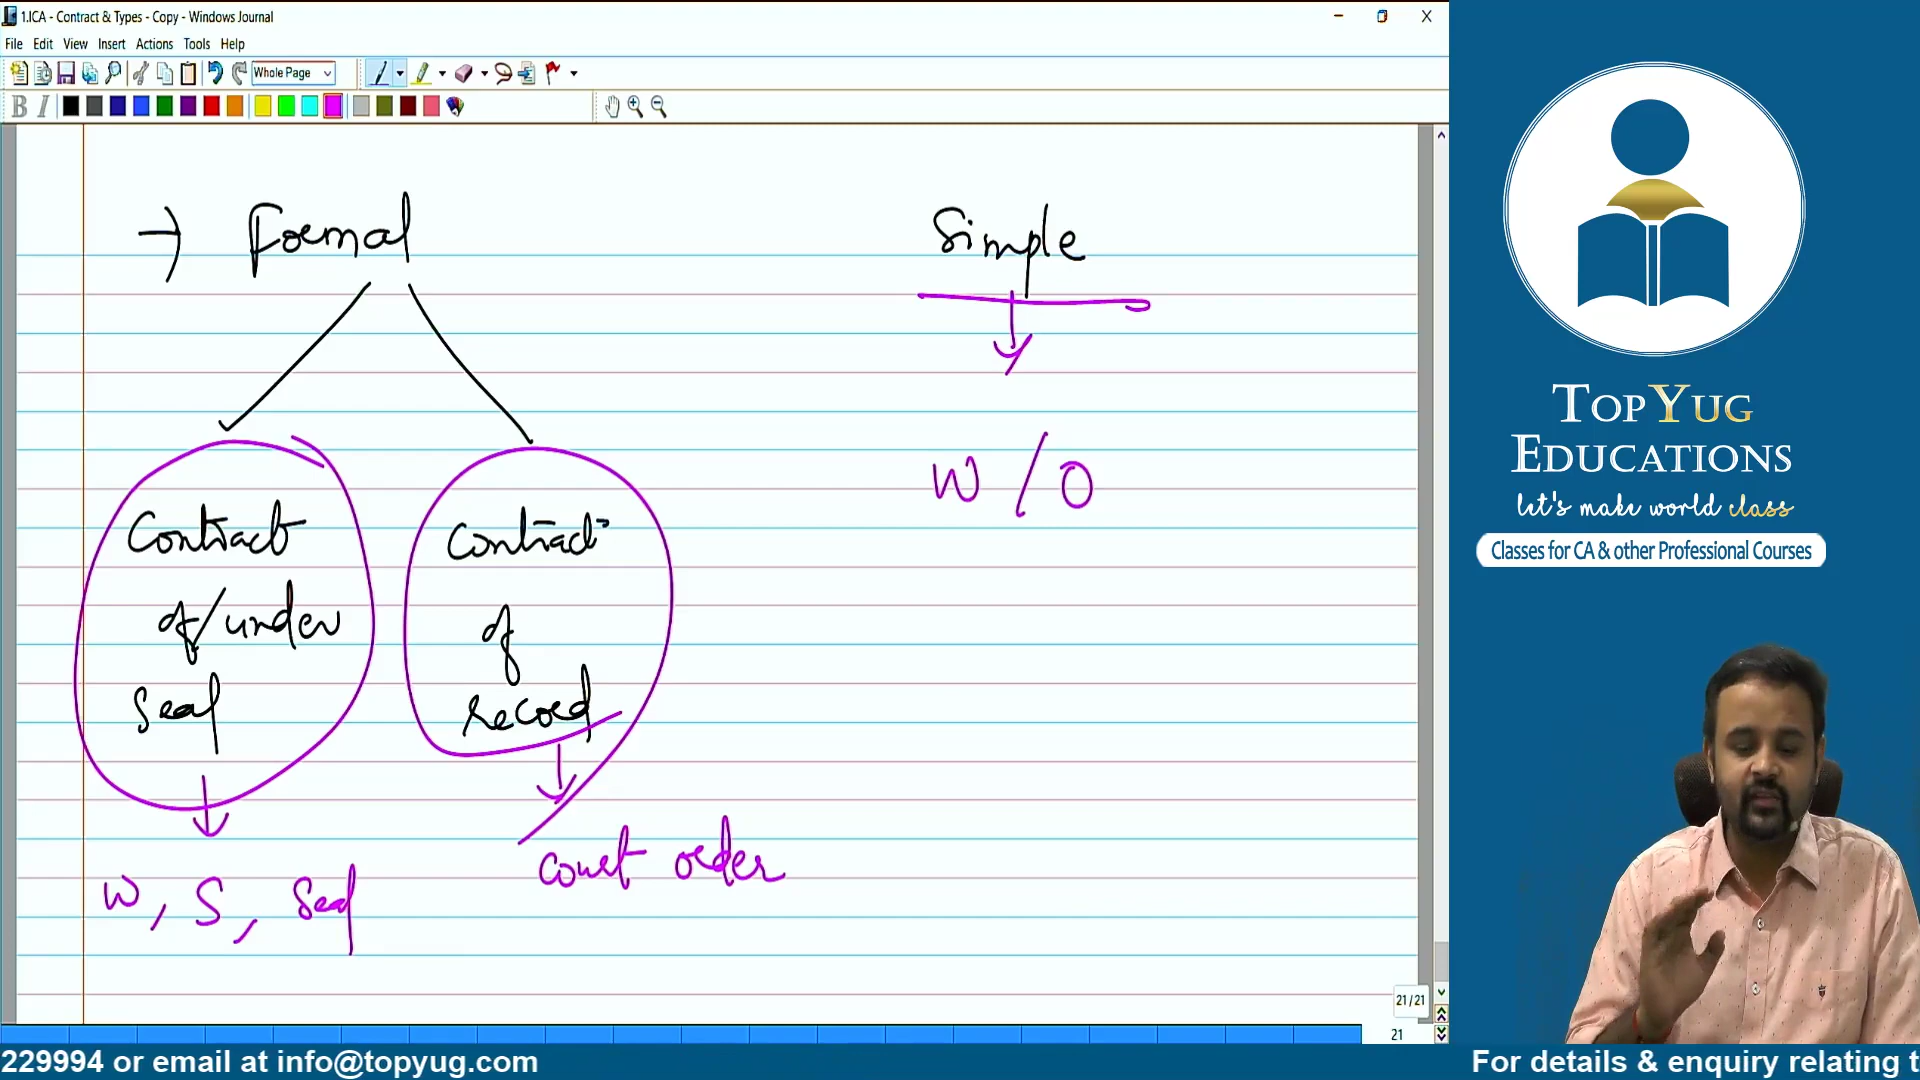 1.ICA - Contract & Types - Copy - Windows Journal
File Edit View Insert Actions Tools Help
Whole Page
B I
→ Formal
Simple
W / O
Contract
of/under
Seal
Contract
of
record
W, S, Seal
Court order
21/21
21
TOPYUG
EDUCATIONS
let's make world class
Classes for CA & other Professional Courses
229994 or email at info@topyug.com
For details & enquiry relating t